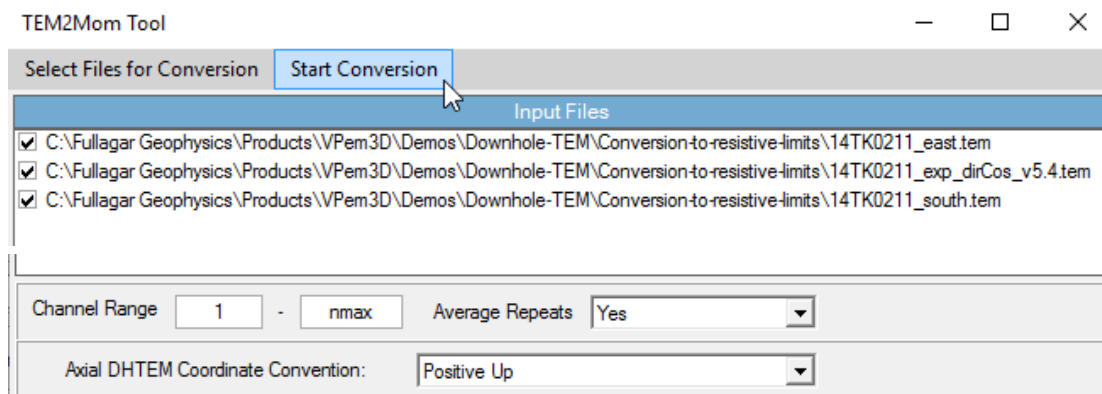 TEM2Mom Tool
Select Files for Conversion Start Conversion
Input Files
C:\Fullagar Geophysics\Products\VPem3D\Demos\Downhole-TEM\Conversion-to-resistive-limits\14TK0211_east.tem
C:\Fullagar Geophysics\Products\VPem3D\Demos\Downhole-TEM\Conversion-to-resistive-limits\14TK0211_exp_dirCos_v5.4.tem
C:\Fullagar Geophysics\Products\VPem3D\Demos\Downhole-TEM\Conversion-to-resistive-limits\14TK0211_south.tem
Channel Range 1 - nmax Average Repeats Yes
Axial DHTEM Coordinate Convention: Positive Up